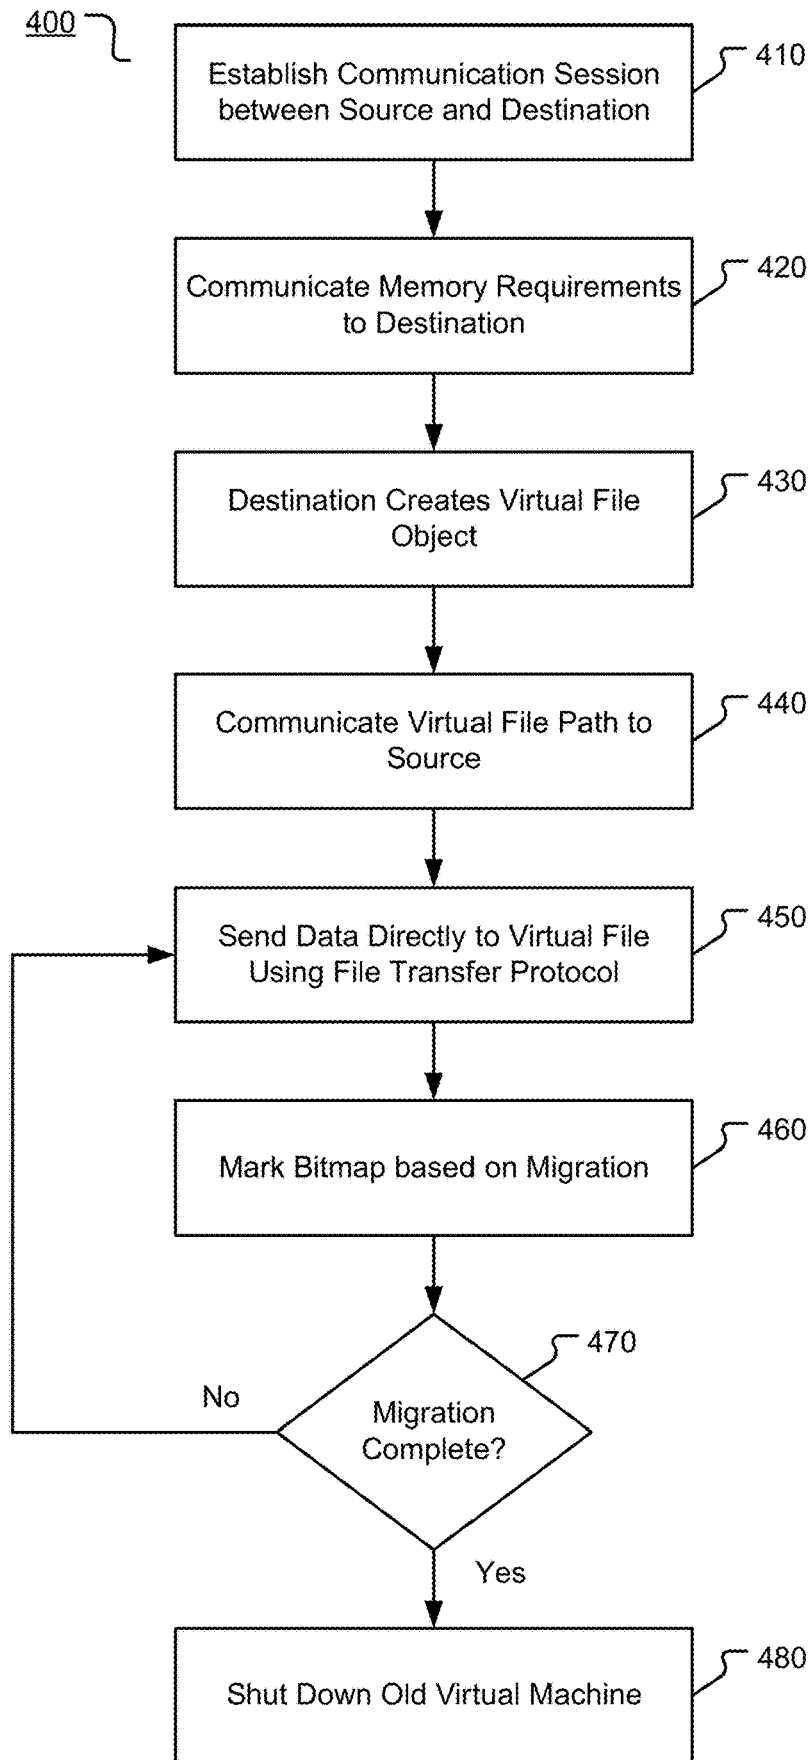 400
Establish Communication Session
between Source and Destination
410
Communicate Memory Requirements
to Destination
420
Destination Creates Virtual File
Object
430
Communicate Virtual File Path to
Source
440
Send Data Directly to Virtual File
Using File Transfer Protocol
450
Mark Bitmap based on Migration
460
470
No
Migration
Complete?
Yes
Shut Down Old Virtual Machine
480